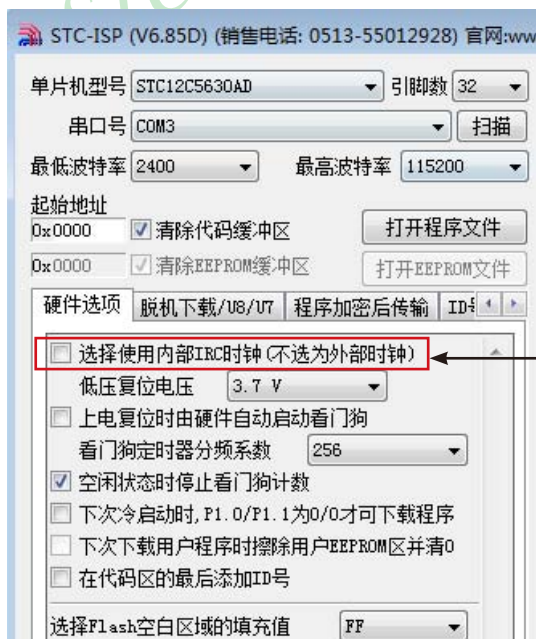 STC-ISP (V6.85D) (销售电话: 0513-55012928) 官网:ww
单片机型号 STC12C5630AD 引脚数 32
串口号 COM3 扫描
最低波特率 2400 最高波特率 115200
起始地址
0x0000 清除代码缓冲区 打开程序文件
0x0000 清除EEPROM缓冲区 打开EEPROM文件
硬件选项 脱机下载/U8/U7 程序加密后传输 ID号
选择使用内部IRC时钟(不选为外部时钟)
低压复位电压 3.7 V
上电复位时由硬件自动启动看门狗
看门狗定时器分频系数 256
空闲状态时停止看门狗计数
下次冷启动时,P1.0/P1.1为0/0才可下载程序
下次下载用户程序时擦除用户EEPROM区并清0
在代码区的最后添加ID号
选择Flash空白区域的填充值 FF